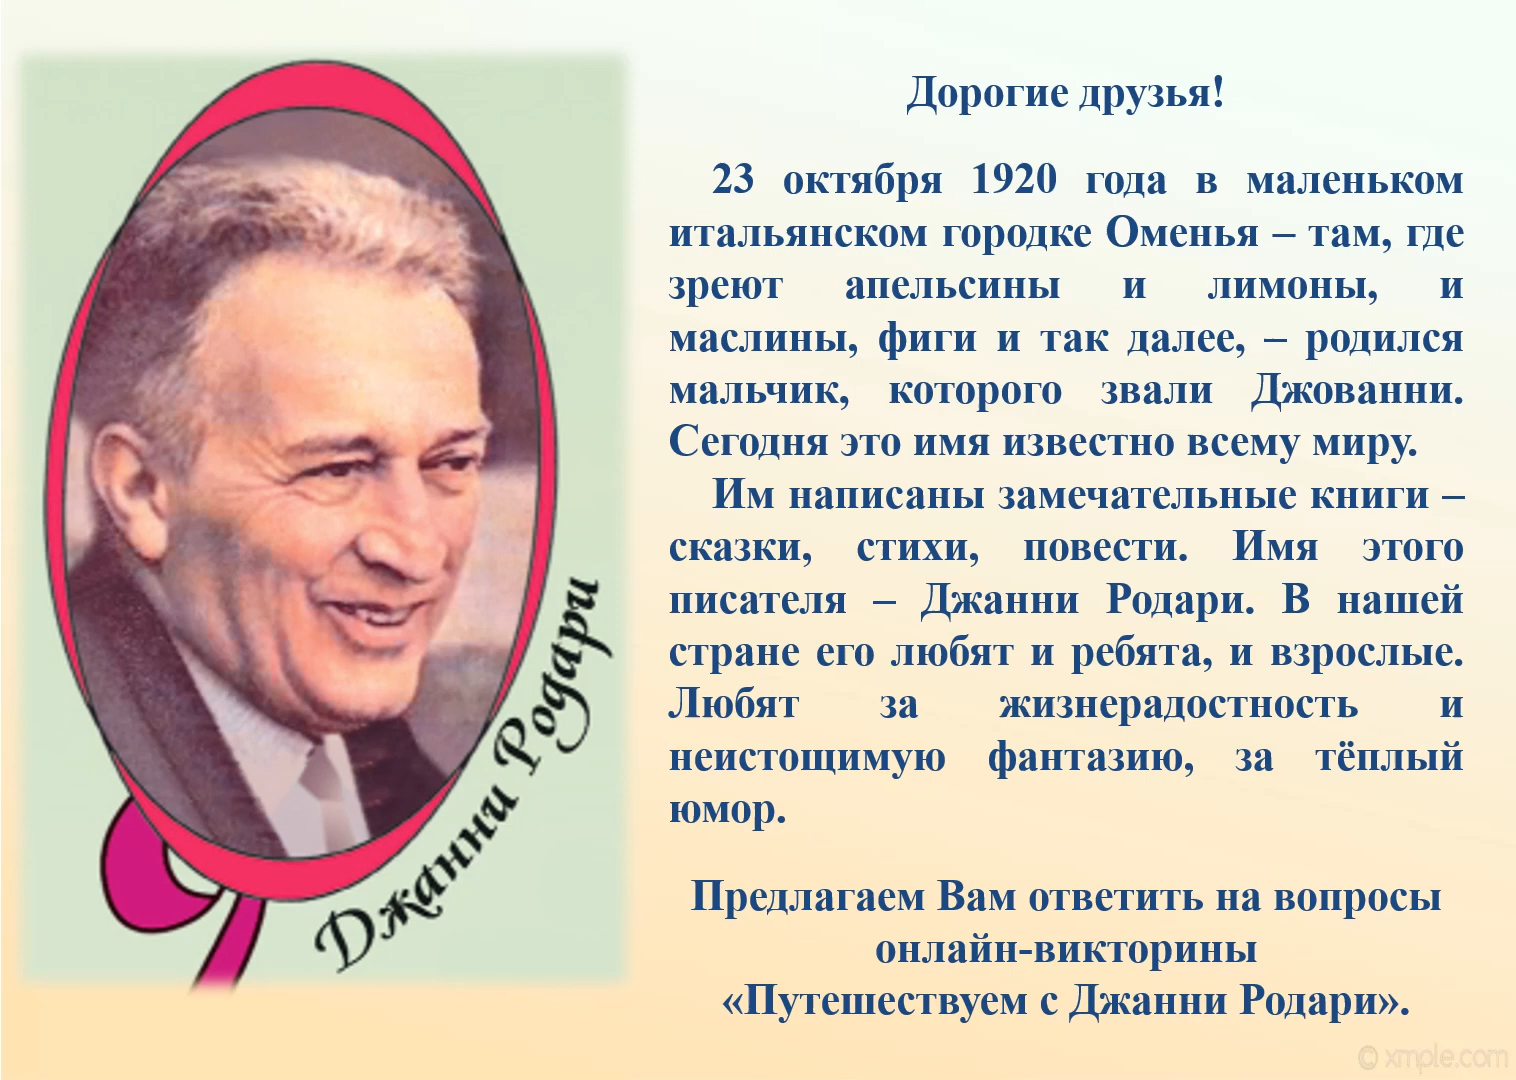 Дорогие друзья!
23 октября 1920 года в маленьком
итальянском городке Оменья – там, где
зреют апельсины и лимоны, и
маслины, фиги и так далее, – родился
мальчик, которого звали Джованни.
Сегодня это имя известно всему миру.
Им написаны замечательные книги –
сказки, стихи, повести. Имя этого
писателя – Джанни Родари. В нашей
стране его любят и ребята, и взрослые.
Любят за жизнерадостность и
неистощимую фантазию, за тёплый
юмор.
Предлагаем Вам ответить на вопросы
онлайн-викторины
«Путешествуем с Джанни Родари».
Джанни Родари
© xmple.com